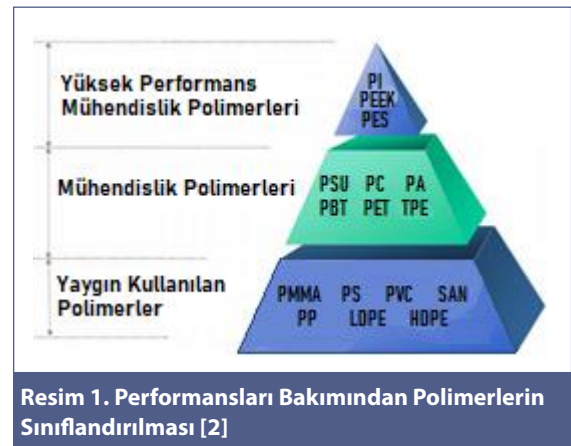 Yüksek Performans
Mühendislik Polimerleri
PI
PEEK
PES
Mühendislik Polimerleri
PSU PC PA
PBT PET TPE
Yaygın Kullanılan
Polimerler
PMMA PS PVC SAN
PP LDPE HDPE
Resim 1. Performansları Bakımından Polimerlerin
Sınıflandırılması [2]